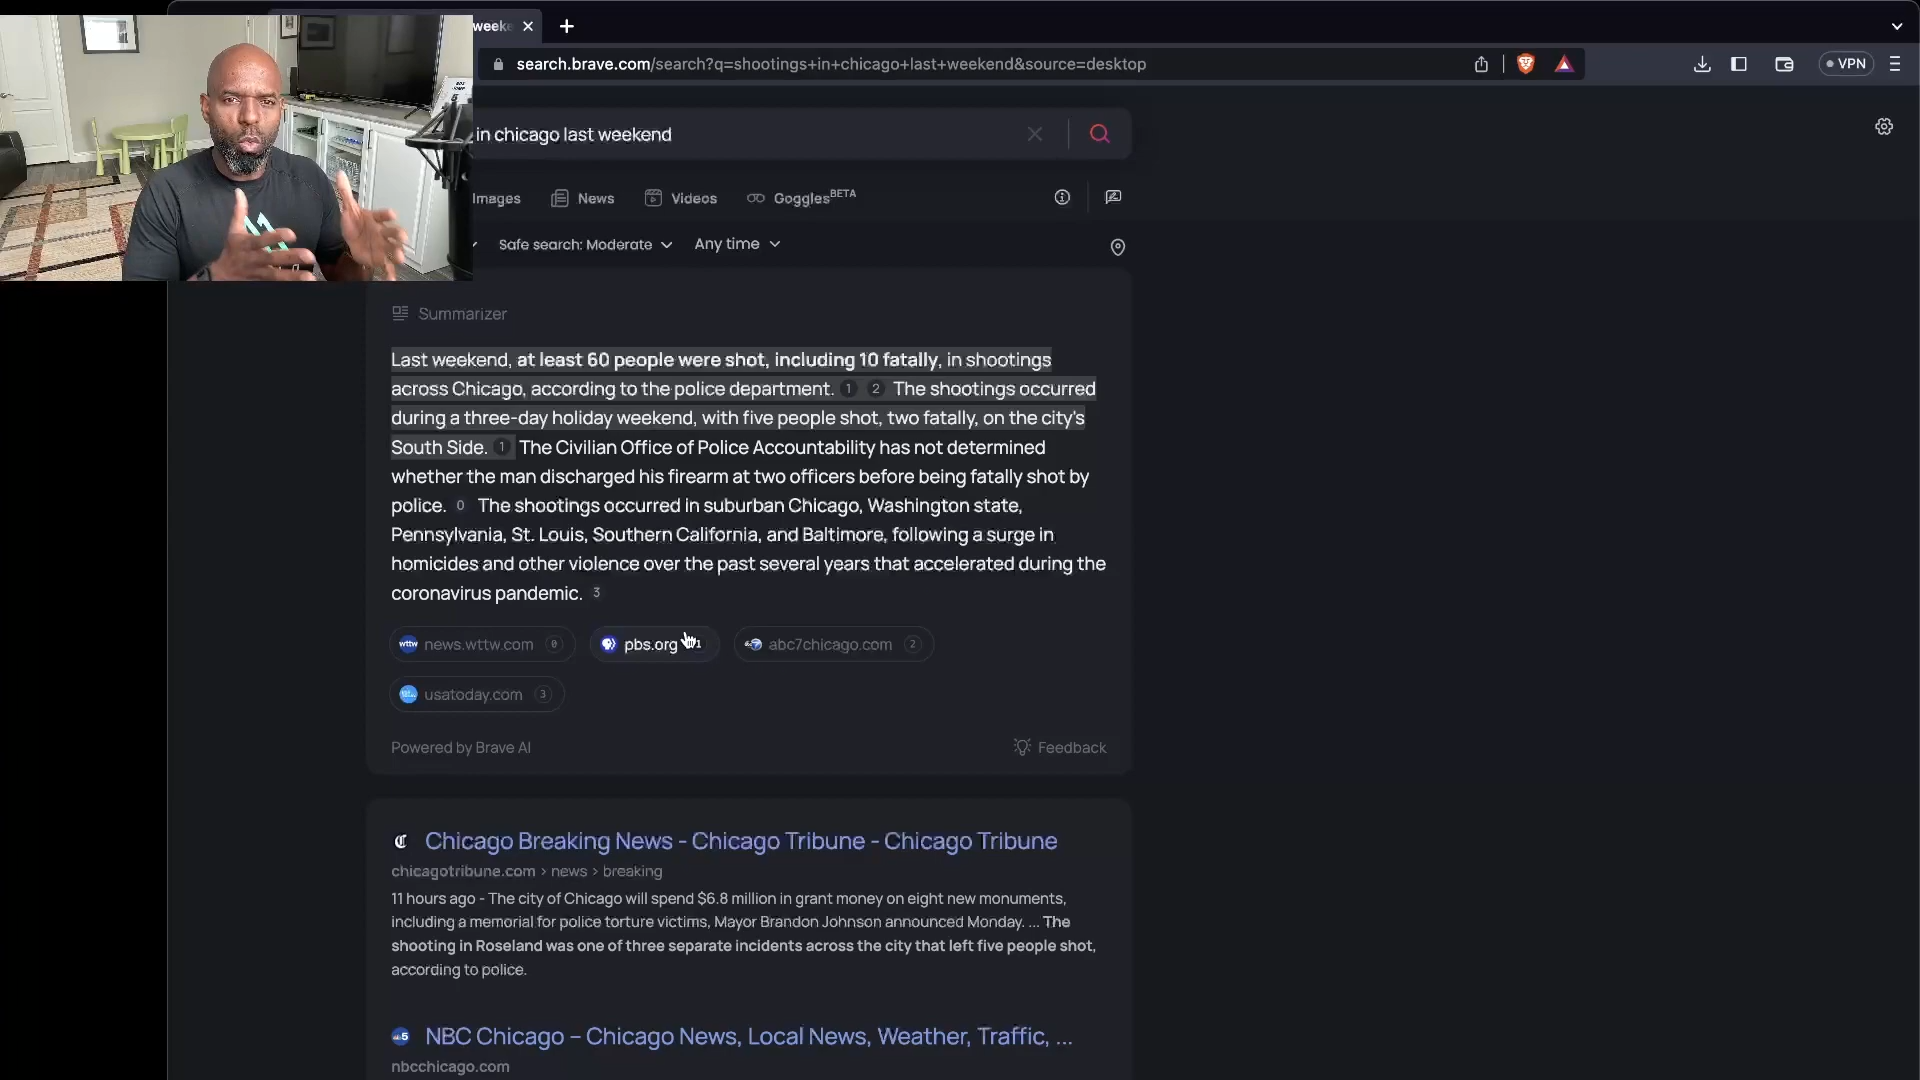 weeke
search.brave.com/search?q=shootings+in+chicago+last+weekend&source=desktop
VPN
in chicago last weekend
Images
News
Videos
Goggles BETA
Safe search: Moderate
Any time
Summarizer
Last weekend, at least 60 people were shot, including 10 fatally, in shootings
across Chicago, according to the police department. 1 2 The shootings occurred
during a three-day holiday weekend, with five people shot, two fatally, on the city's
South Side. 1 The Civilian Office of Police Accountability has not determined
whether the man discharged his firearm at two officers before being fatally shot by
police. 0 The shootings occurred in suburban Chicago, Washington state,
Pennsylvania, St. Louis, Southern California, and Baltimore, following a surge in
homicides and other violence over the past several years that accelerated during the
coronavirus pandemic. 3
wttw news.wttw.com 0
pbs.org 1
abc7chicago.com 2
usatoday.com 3
Powered by Brave AI
Feedback
Chicago Breaking News - Chicago Tribune - Chicago Tribune
chicagotribune.com › news › breaking
11 hours ago - The city of Chicago will spend $6.8 million in grant money on eight new monuments,
including a memorial for police torture victims, Mayor Brandon Johnson announced Monday. ... The
shooting in Roseland was one of three separate incidents across the city that left five people shot,
according to police.
NBC Chicago – Chicago News, Local News, Weather, Traffic, ...
nbcchicago.com